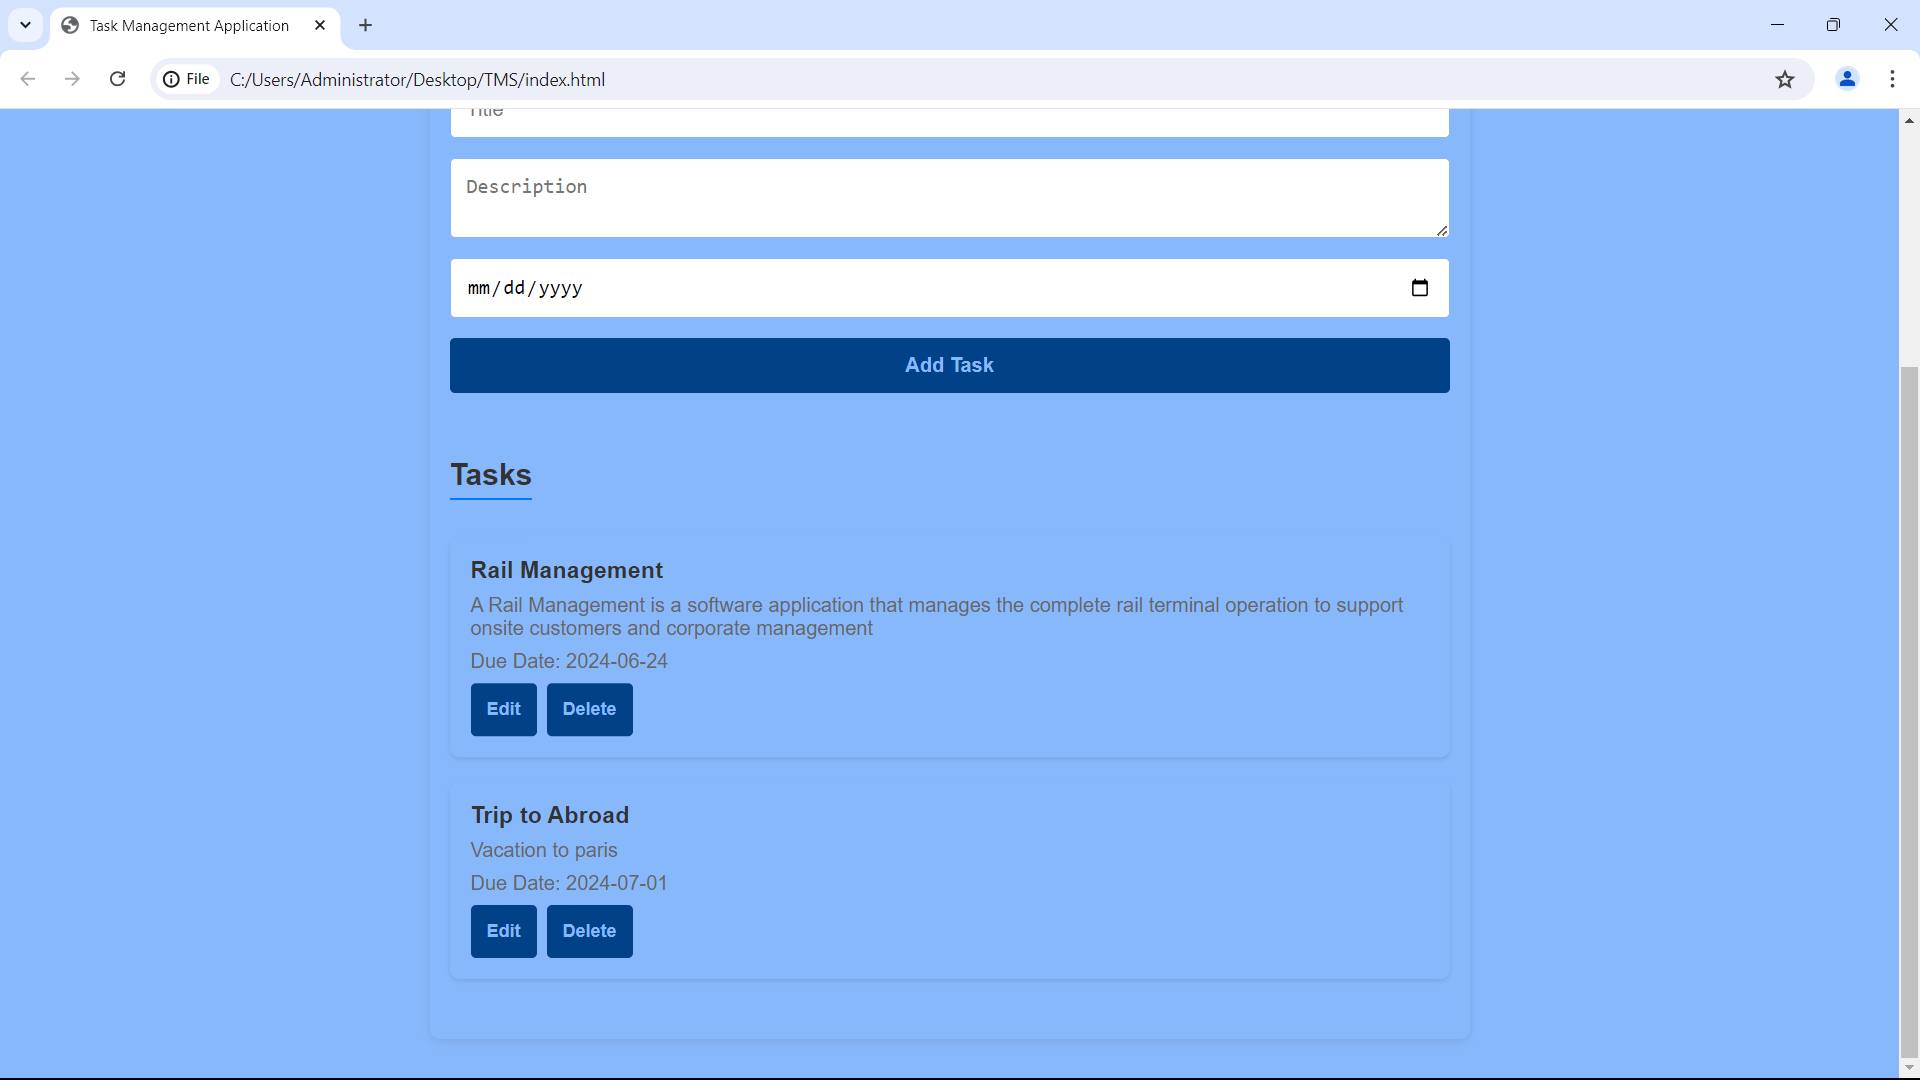 Task Management Application
File C:/Users/Administrator/Desktop/TMS/index.html
Title
Description
mm/dd/yyyy
Add Task
Tasks
Rail Management
A Rail Management is a software application that manages the complete rail terminal operation to support
onsite customers and corporate management
Due Date: 2024-06-24
Edit Delete
Trip to Abroad
Vacation to paris
Due Date: 2024-07-01
Edit Delete